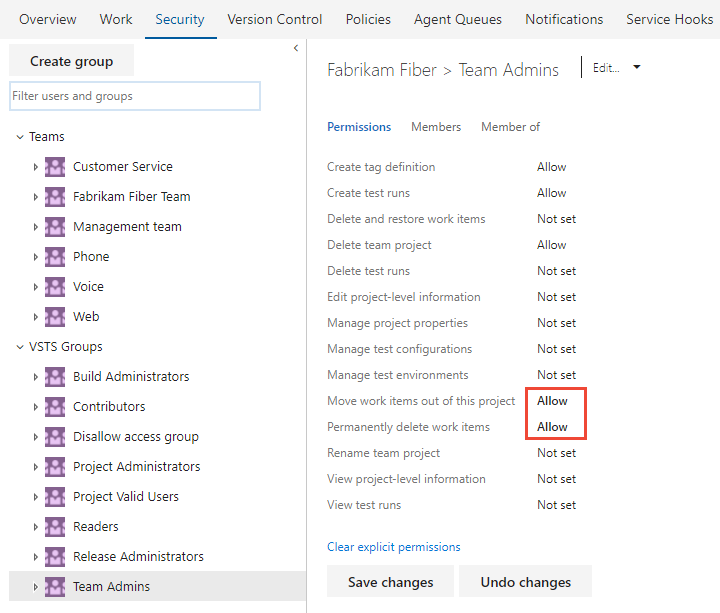 Overview Work Security Version Control Policies Agent Queues Notifications Service Hooks
Create group
Filter users and groups
Teams
Customer Service
Fabrikam Fiber Team
Management team
Phone
Voice
Web
VSTS Groups
Build Administrators
Contributors
Disallow access group
Project Administrators
Project Valid Users
Readers
Release Administrators
Team Admins
Fabrikam Fiber > Team Admins Edit...
Permissions Members Member of
Create tag definition Allow
Create test runs Allow
Delete and restore work items Not set
Delete team project Allow
Delete test runs Not set
Edit project-level information Not set
Manage project properties Not set
Manage test configurations Not set
Manage test environments Not set
Move work items out of this project Allow
Permanently delete work items Allow
Rename team project Not set
View project-level information Not set
View test runs Not set
Clear explicit permissions
Save changes Undo changes